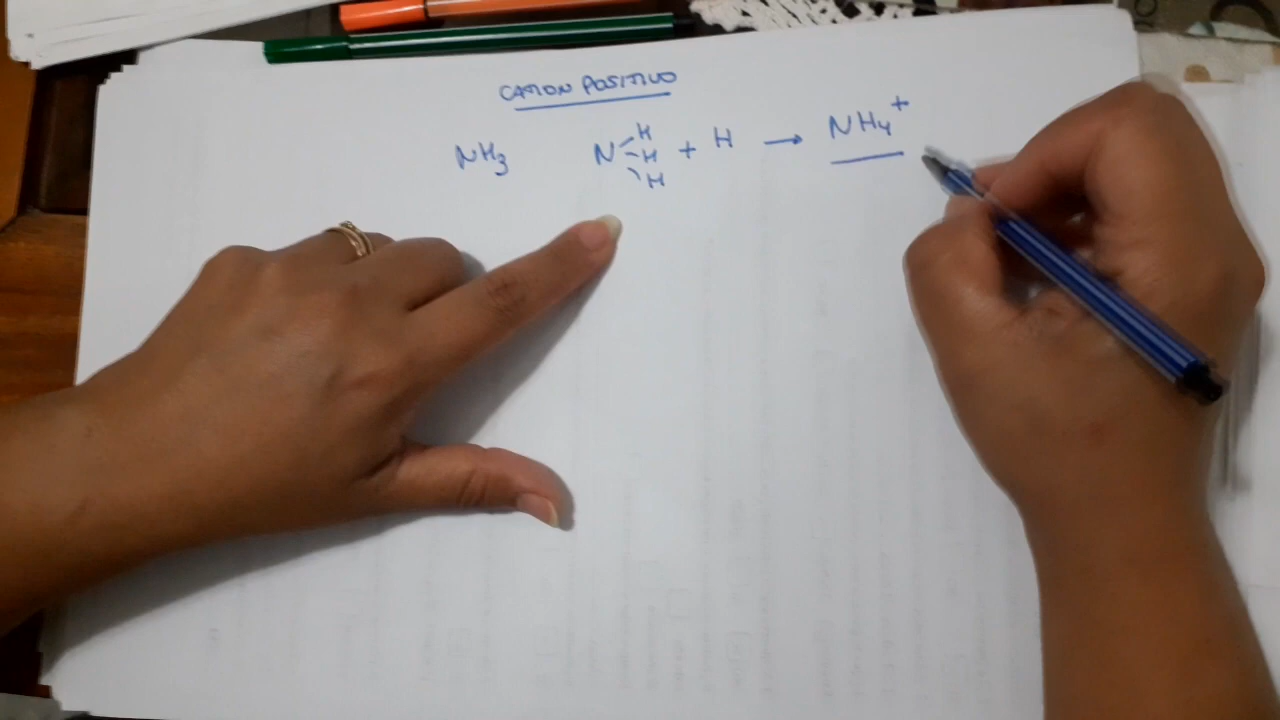 CATION POSITIVO
NH3 N H H H + H → NH4+